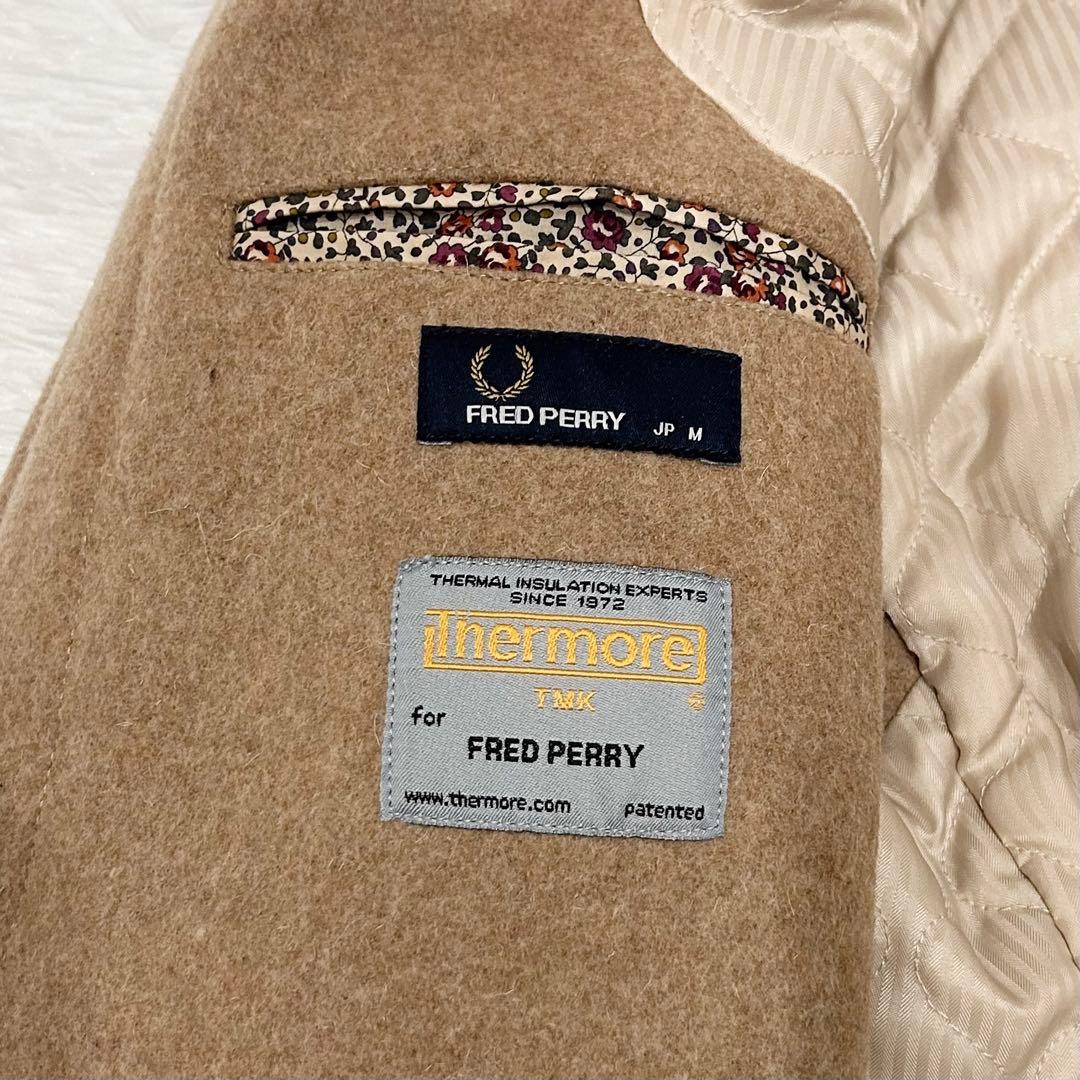 FRED PERRY JP M
THERMAL INSULATION EXPERTS
SINCE 1972
Thermore
TMK ®
for
FRED PERRY
www.thermore.com patented